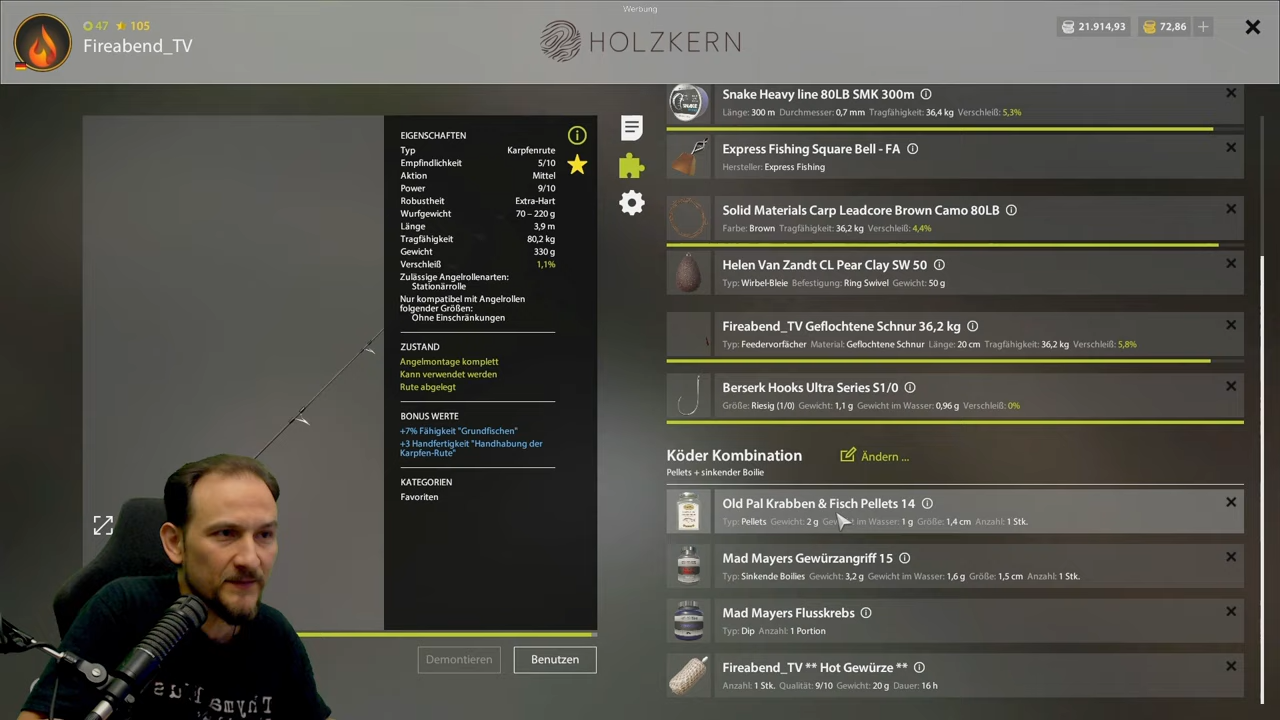 Werbung
HOLZKERN
47 105
Fireabend_TV
21.914,93
72,86
EIGENSCHAFTEN
Typ Karpfenrute
Empfindlichkeit 5/10
Aktion Mittel
Power 9/10
Robustheit Extra-Hart
Wurfgewicht 70 – 220 g
Länge 3,9 m
Tragfähigkeit 80,2 kg
Gewicht 330 g
Verschleiß 1,1%
Zulässige Angelrollenarten:
Stationärrolle
Nur kompatibel mit Angelrollen
folgender Größen:
Ohne Einschränkungen
ZUSTAND
Angelmontage komplett
Kann verwendet werden
Rute abgelegt
BONUS WERTE
+7% Fähigkeit "Grundfischen"
+3 Handfertigkeit "Handhabung der
Karpfen-Rute"
KATEGORIEN
Favoriten
Demontieren
Benutzen
Snake Heavy line 80LB SMK 300m
Länge: 300 m Durchmesser: 0,7 mm Tragfähigkeit: 36,4 kg Verschleiß: 5,3%
Express Fishing Square Bell - FA
Hersteller: Express Fishing
Solid Materials Carp Leadcore Brown Camo 80LB
Farbe: Brown Tragfähigkeit: 36,2 kg Verschleiß: 4,4%
Helen Van Zandt CL Pear Clay SW 50
Typ: Wirbel-Bleie Befestigung: Ring Swivel Gewicht: 50 g
Fireabend_TV Geflochtene Schnur 36,2 kg
Typ: Feedervorfächer Material: Geflochtene Schnur Länge: 20 cm Tragfähigkeit: 36,2 kg Verschleiß: 5,8%
Berserk Hooks Ultra Series S1/0
Größe: Riesig (1/0) Gewicht: 1,1 g Gewicht im Wasser: 0,96 g Verschleiß: 0%
Köder Kombination
Ändern ...
Pellets + sinkender Boilie
Old Pal Krabben & Fisch Pellets 14
Typ: Pellets Gewicht: 2 g Gewicht im Wasser: 1 g Größe: 1,4 cm Anzahl: 1 Stk.
Mad Mayers Gewürzangriff 15
Typ: Sinkende Boilies Gewicht: 3,2 g Gewicht im Wasser: 1,6 g Größe: 1,5 cm Anzahl: 1 Stk.
Mad Mayers Flusskrebs
Typ: Dip Anzahl: 1 Portion
Fireabend_TV ** Hot Gewürze **
Anzahl: 1 Stk. Qualität: 9/10 Gewicht: 20 g Dauer: 16 h